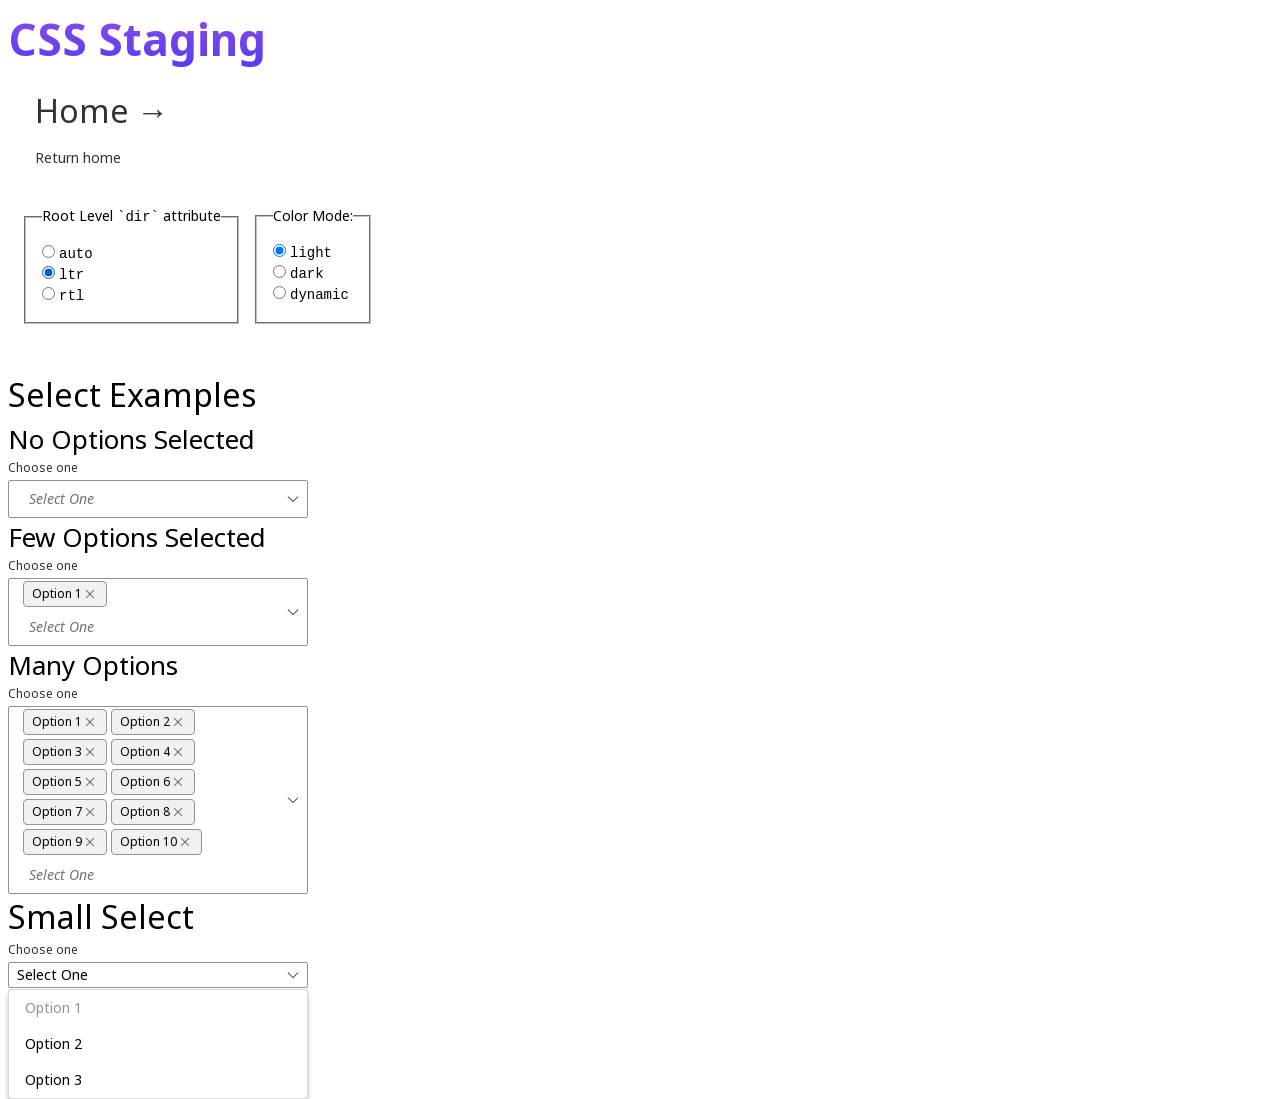 CSS Staging
Home →
Return home
Root Level `dir` attribute
auto
ltr
rtl
Color Mode:
light
dark
dynamic
Select Examples
No Options Selected
Choose one
Select One
Few Options Selected
Choose one
Option 1
Select One
Many Options
Choose one
Option 1 Option 2
Option 3 Option 4
Option 5 Option 6
Option 7 Option 8
Option 9 Option 10
Select One
Small Select
Choose one
Select One
Option 1
Option 2
Option 3